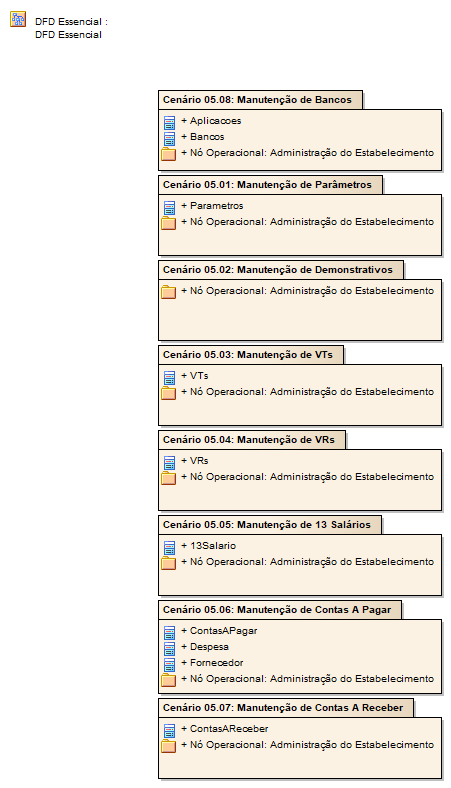 DFD Essencial :
DFD Essencial
Cenário 05.08: Manutenção de Bancos
+ Aplicacoes
+ Bancos
+ Nó Operacional: Administração do Estabelecimento
Cenário 05.01: Manutenção de Parâmetros
+ Parametros
+ Nó Operacional: Administração do Estabelecimento
Cenário 05.02: Manutenção de Demonstrativos
+ Nó Operacional: Administração do Estabelecimento
Cenário 05.03: Manutenção de VTs
+ VTs
+ Nó Operacional: Administração do Estabelecimento
Cenário 05.04: Manutenção de VRs
+ VRs
+ Nó Operacional: Administração do Estabelecimento
Cenário 05.05: Manutenção de 13 Salários
+ 13Salario
+ Nó Operacional: Administração do Estabelecimento
Cenário 05.06: Manutenção de Contas A Pagar
+ ContasAPagar
+ Despesa
+ Fornecedor
+ Nó Operacional: Administração do Estabelecimento
Cenário 05.07: Manutenção de Contas A Receber
+ ContasAReceber
+ Nó Operacional: Administração do Estabelecimento